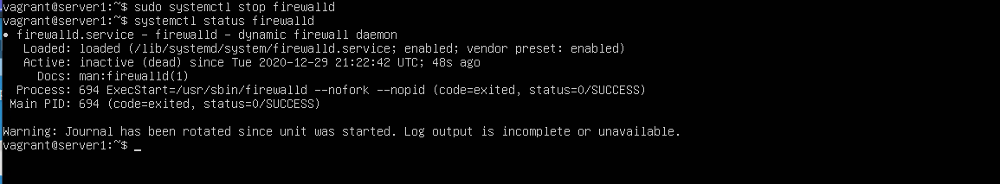 vagrant@server1:~$ sudo systemctl stop firewalld
vagrant@server1:~$ systemctl status firewalld
● firewalld.service - firewalld - dynamic firewall daemon
   Loaded: loaded (/lib/systemd/system/firewalld.service; enabled; vendor preset: enabled)
   Active: inactive (dead) since Tue 2020-12-29 21:22:42 UTC; 48s ago
     Docs: man:firewalld(1)
  Process: 694 ExecStart=/usr/sbin/firewalld --nofork --nopid (code=exited, status=0/SUCCESS)
 Main PID: 694 (code=exited, status=0/SUCCESS)

Warning: Journal has been rotated since unit was started. Log output is incomplete or unavailable.
vagrant@server1:~$ _